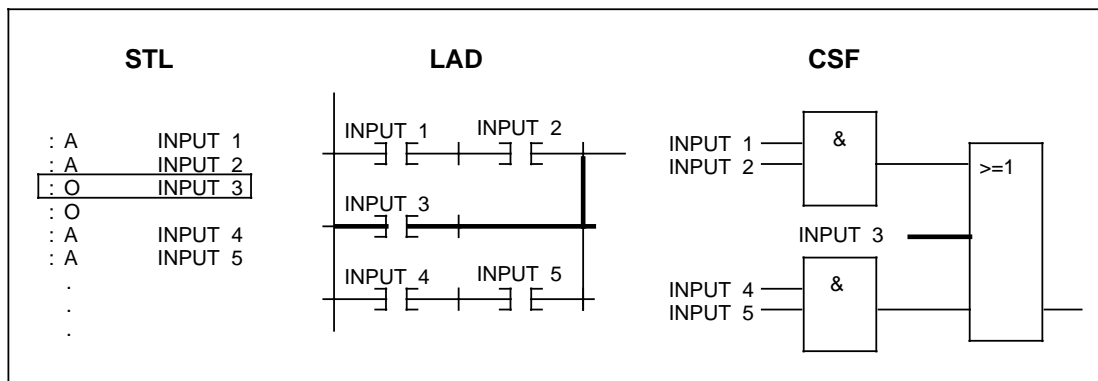 STL
: A INPUT 1
: A INPUT 2
: O INPUT 3
: O
: A INPUT 4
: A INPUT 5
.
.
.
LAD
INPUT 1 INPUT 2
INPUT 3
INPUT 4 INPUT 5
CSF
INPUT 1
INPUT 2
&
>=1
INPUT 3
INPUT 4
INPUT 5
&